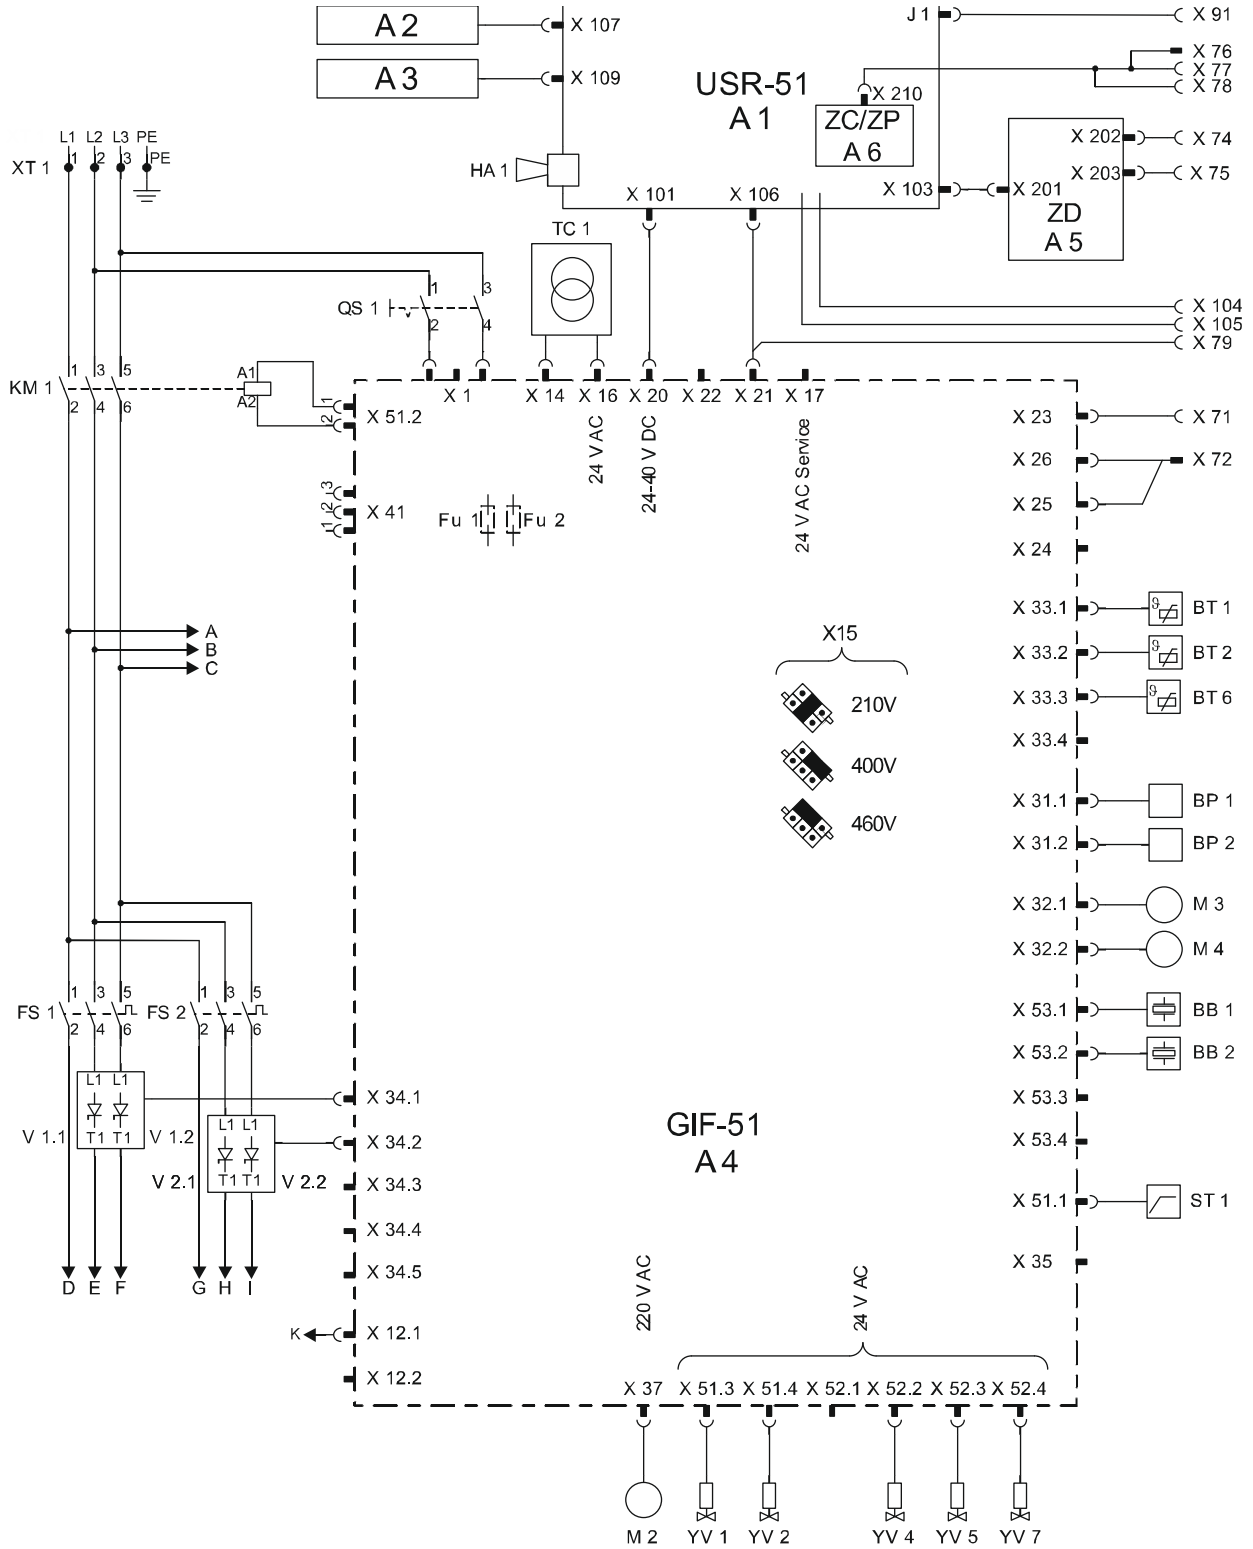 A 2
X 107
J 1
X 91
A 3
X 109
USR-51
A 1
X 76
X 77
X 78
X 210
ZC/ZP
A 6
L1 L2 L3 PE
XT 1
1 2 3 PE
HA 1
X 202
X 74
X 203
X 75
X 101
X 106
X 103
X 201
ZD
A 5
TC 1
1 3
QS 1
2 4
X 104
X 105
X 79
1 3 5
KM 1
2 4 6
A1
A2
1
2
X 51.2
X 1
X 14
X 16
X 20
X 22
X 21
X 17
24 V AC
24-40 V DC
24 V AC Service
X 23
X 71
X 26
X 72
X 25
X 24
3
2
1
X 41
Fu 1
Fu 2
X 33.1
BT 1
X 33.2
BT 2
X 33.3
BT 6
X 33.4
A
B
C
X15
210V
400V
460V
X 31.1
BP 1
X 31.2
BP 2
X 32.1
M 3
X 32.2
M 4
X 53.1
BB 1
X 53.2
BB 2
X 53.3
X 53.4
X 51.1
ST 1
X 35
1 3 5
FS 1
2 4 6
1 3 5
FS 2
2 4 6
L1 L1
T1 T1
V 1.1
V 1.2
L1 L1
T1 T1
V 2.1
V 2.2
X 34.1
X 34.2
X 34.3
X 34.4
X 34.5
GIF-51
A 4
D E F
G H I
K
X 12.1
X 12.2
220 V AC
24 V AC
X 37
X 51.3
X 51.4
X 52.1
X 52.2
X 52.3
X 52.4
M 2
YV 1
YV 2
YV 4
YV 5
YV 7